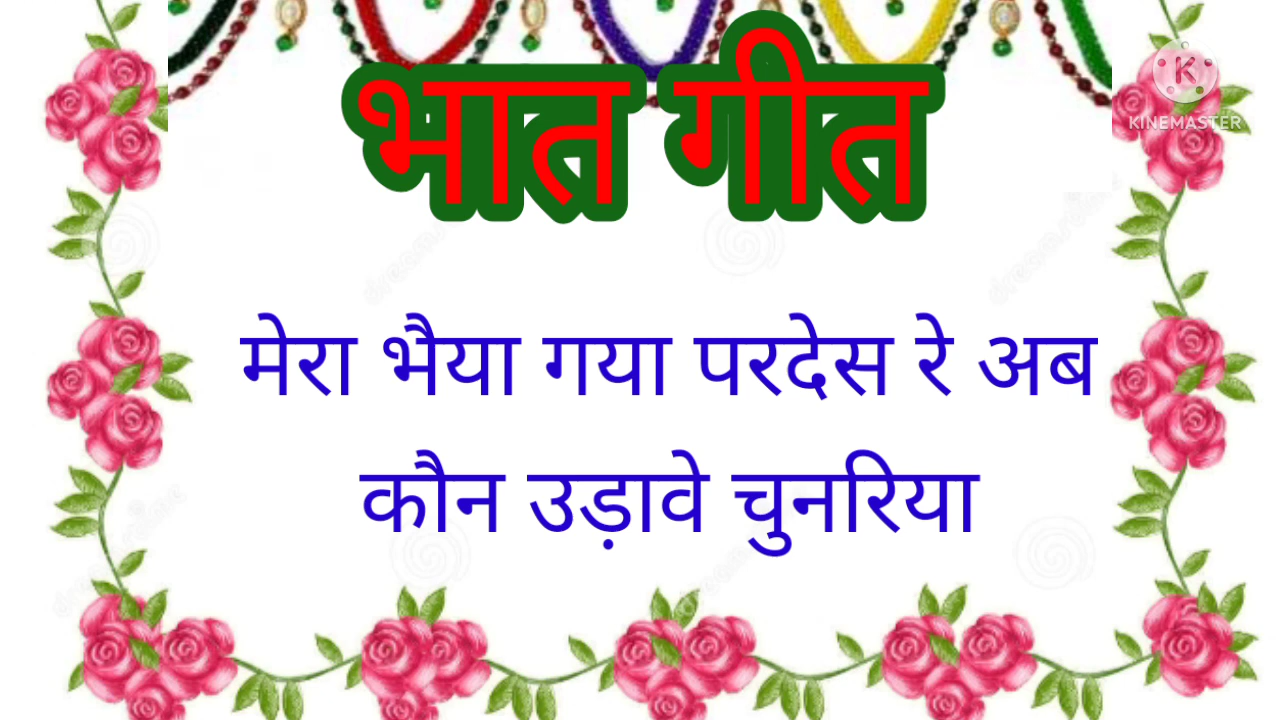 भात गीत
KINEMASTER
मेरा भैया गया परदेस रे अब
कौन उड़ावे चुनरिया